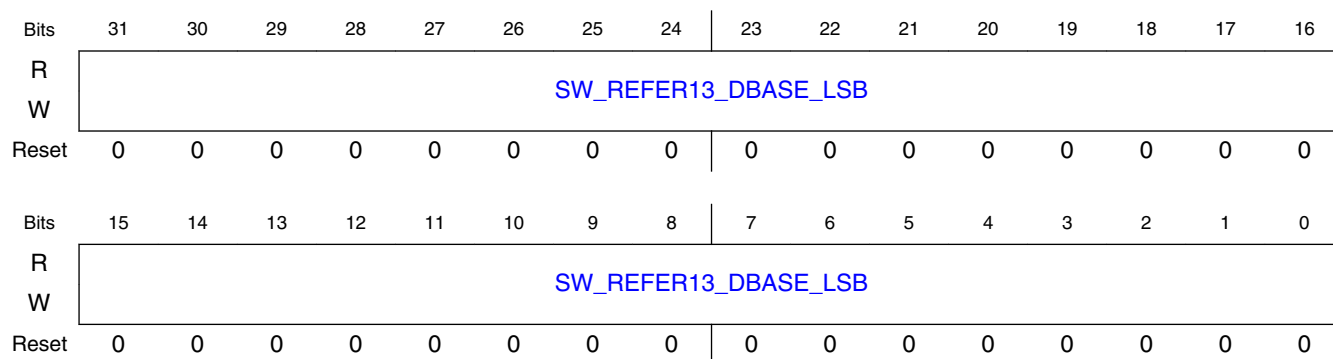 Bits 31 30 29 28 27 26 25 24 23 22 21 20 19 18 17 16
R
SW_REFER13_DBASE_LSB
W
Reset 0 0 0 0 0 0 0 0 0 0 0 0 0 0 0 0
Bits 15 14 13 12 11 10 9 8 7 6 5 4 3 2 1 0
R
SW_REFER13_DBASE_LSB
W
Reset 0 0 0 0 0 0 0 0 0 0 0 0 0 0 0 0